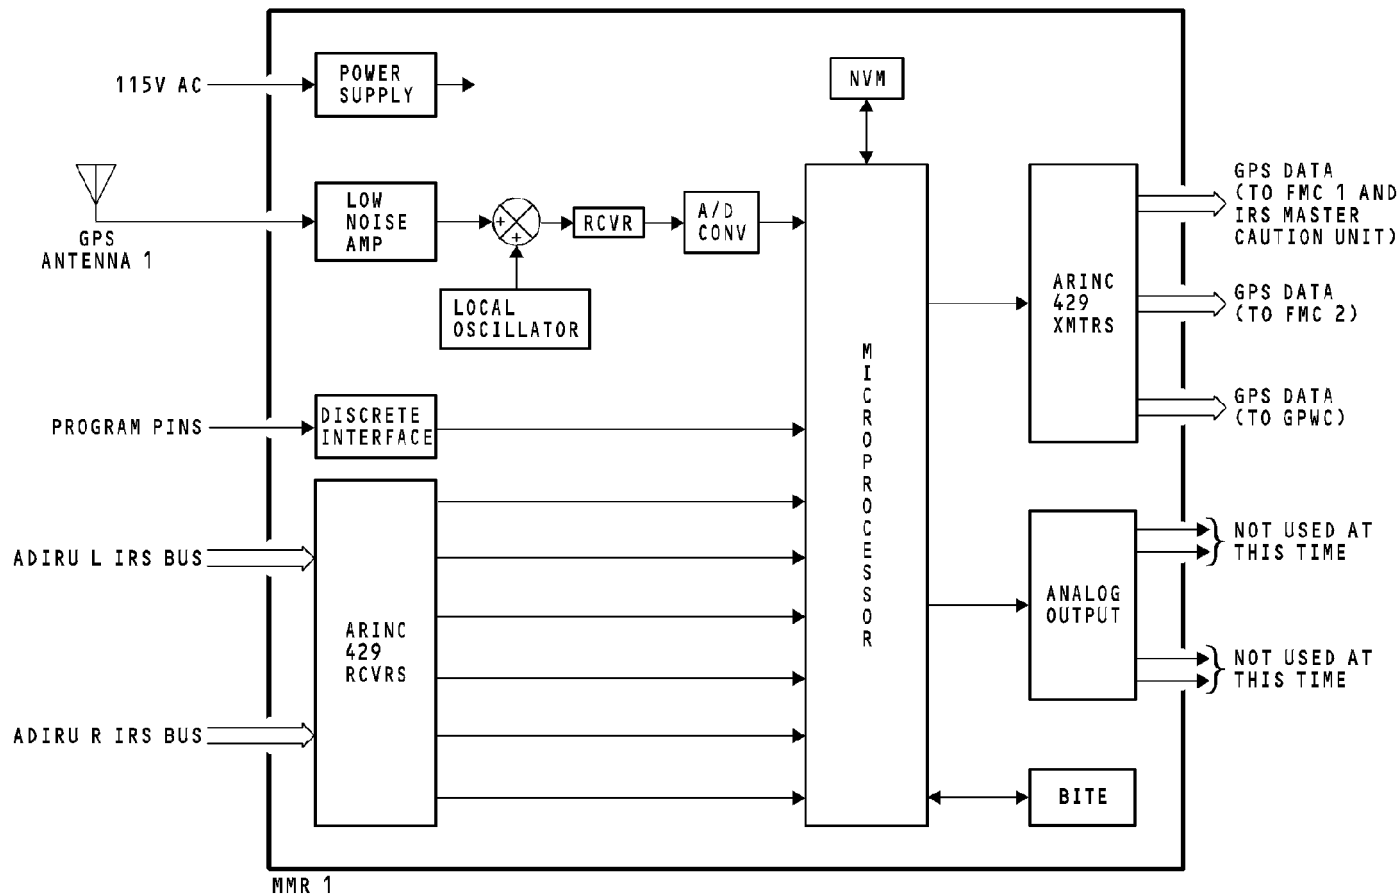 115V AC
POWER
SUPPLY
NVM
GPS
ANTENNA 1
LOW
NOISE
AMP
+
+
RCVR
A/D
CONV
LOCAL
OSCILLATOR
MICROPROCESSOR
ARINC
429
XMTRS
GPS DATA
(TO FMC 1 AND
IRS MASTER
CAUTION UNIT)
GPS DATA
(TO FMC 2)
GPS DATA
(TO GPWC)
PROGRAM PINS
DISCRETE
INTERFACE
ADIRU L IRS BUS
ARINC
429
RCVRS
ADIRU R IRS BUS
ANALOG
OUTPUT
NOT USED AT
THIS TIME
NOT USED AT
THIS TIME
BITE
MMR 1